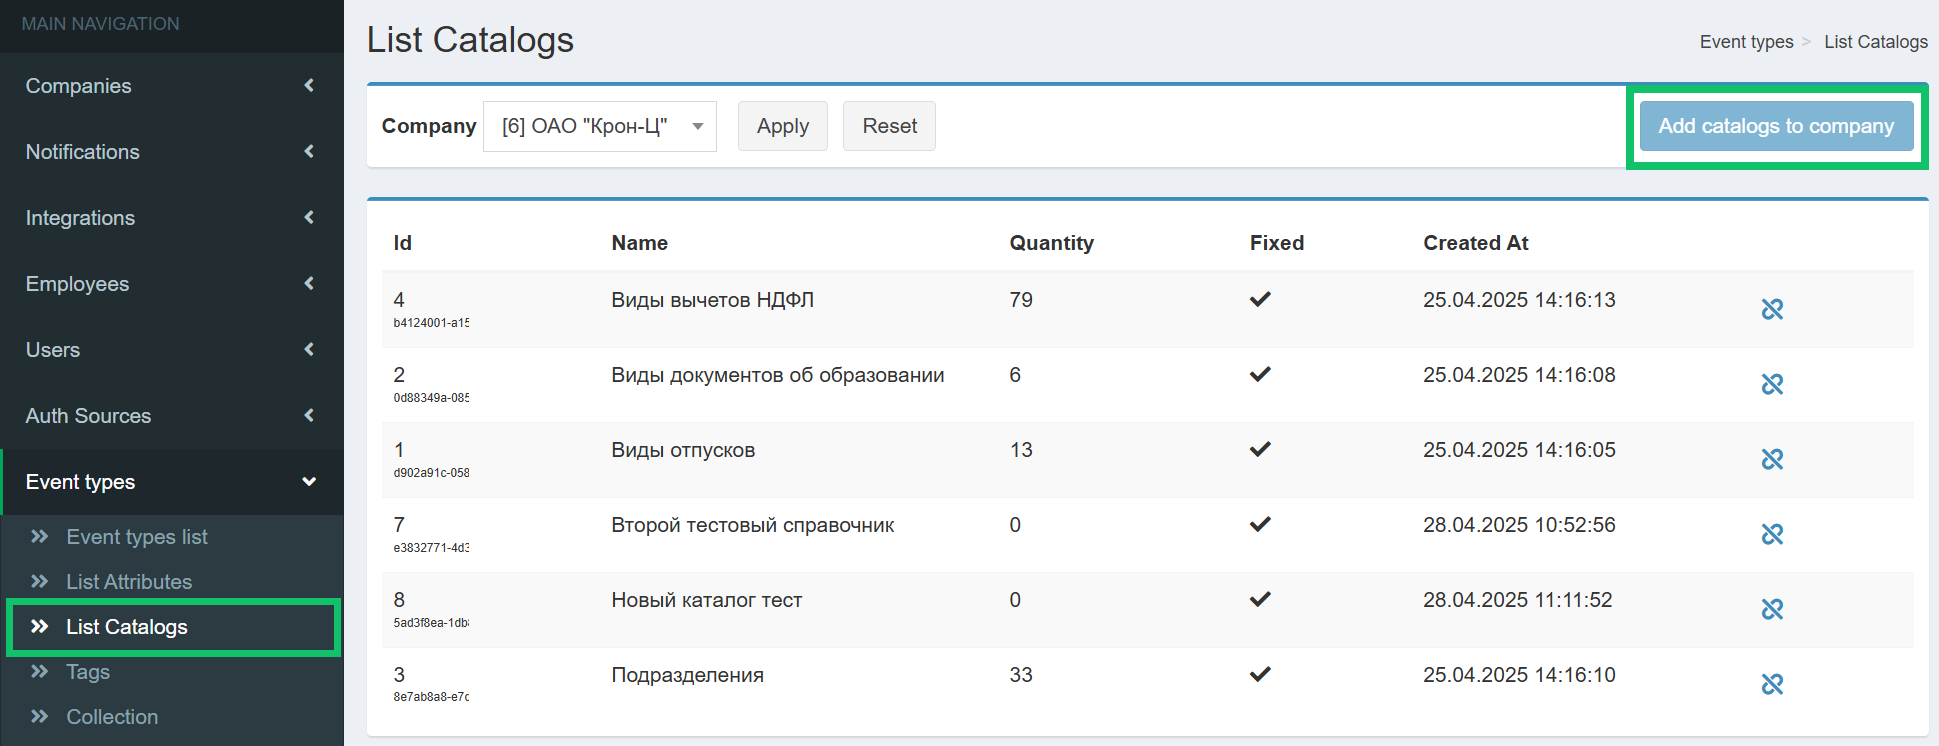 MAIN NAVIGATION
Companies
Notifications
Integrations
Employees
Users
Auth Sources
Event types
Event types list
List Attributes
List Catalogs
Tags
Collection
List Catalogs
Event types > List Catalogs
Company [6] ОАО "Крон-Ц" Apply Reset Add catalogs to company
Id Name Quantity Fixed Created At
4 Виды вычетов НДФЛ 79 25.04.2025 14:16:13
b4124001-a15
2 Виды документов об образовании 6 25.04.2025 14:16:08
0d88349a-085
1 Виды отпусков 13 25.04.2025 14:16:05
d902a91c-058
7 Второй тестовый справочник 0 28.04.2025 10:52:56
e3832771-4d3
8 Новый каталог тест 0 28.04.2025 11:11:52
5ad3f8ea-1db8
3 Подразделения 33 25.04.2025 14:16:10
8e7ab8a8-e7c